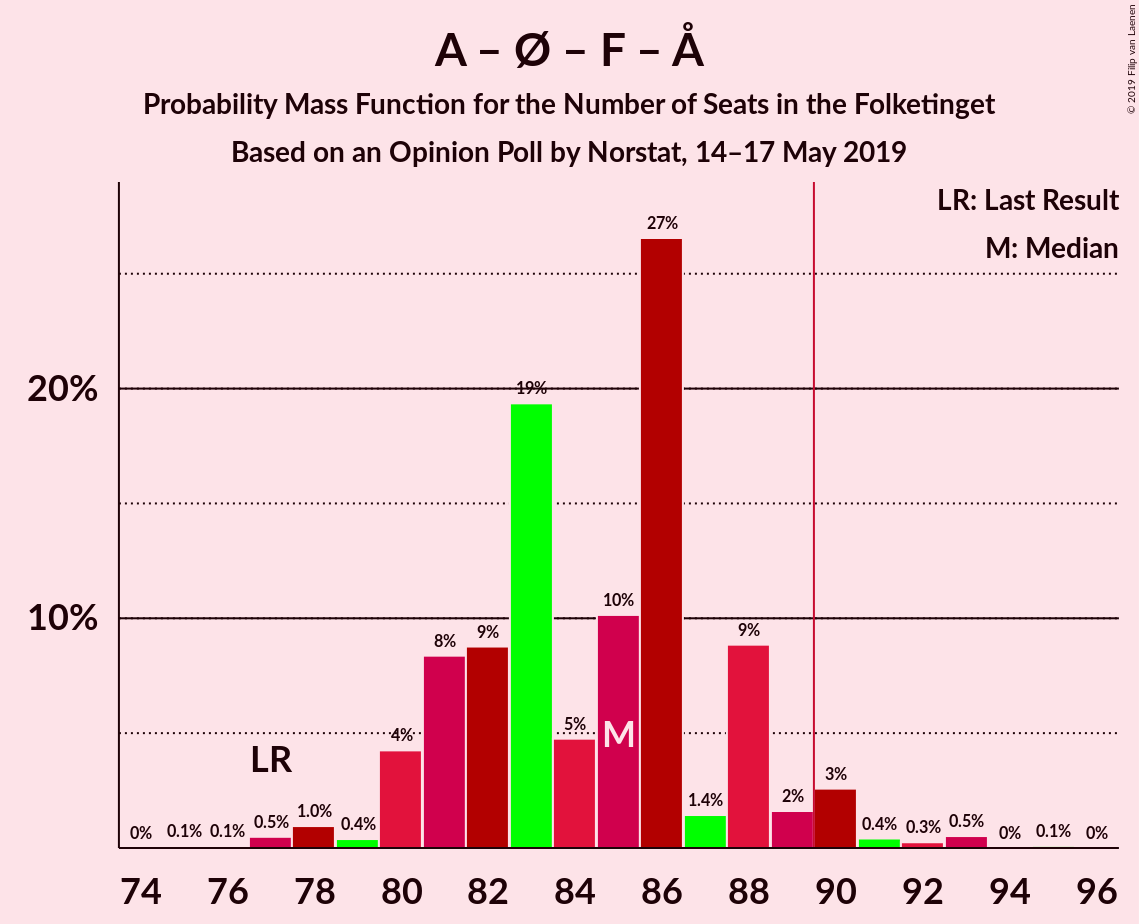 A – Ø – F – Å
Probability Mass Function for the Number of Seats in the Folketinget
Based on an Opinion Poll by Norstat, 14–17 May 2019
© 2019 Filip van Laenen
LR: Last Result
M: Median
27%
20%
19%
10%
10%
9%
9%
8%
5%
4%
M
LR
3%
2%
1.4%
1.0%
0.5%
0.4%
0.4%
0.3%
0.5%
0%
0.1%
0.1%
0%
0.1%
0%
74 76 78 80 82 84 86 88 90 92 94 96